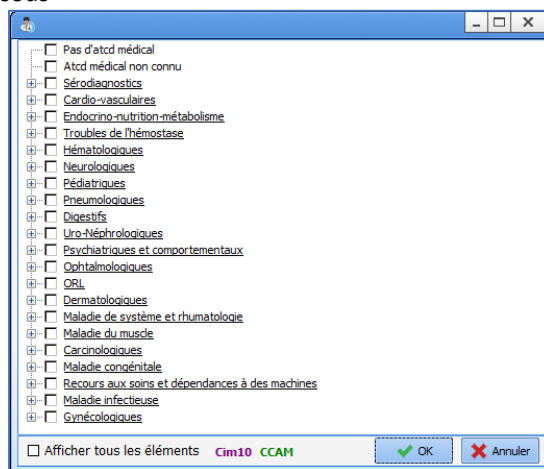 Pas d'atcd médical
Atcd médical non connu
Sérodiagnostics
Cardio-vasculaires
Endocrino-nutrition-métabolisme
Troubles de l'hémostase
Hématologiques
Neurologiques
Pédiatriques
Pneumologiques
Digestifs
Uro-Néphrologiques
Psychiatriques et comportementaux
Ophtalmologiques
ORL
Dermatologiques
Maladie de système et rhumatologie
Maladie du muscle
Carcinologiques
Maladie congénitale
Recours aux soins et dépendances à des machines
Maladie infectieuse
Gynécologiques
Afficher tous les éléments Cim10 CCAM OK Annuler